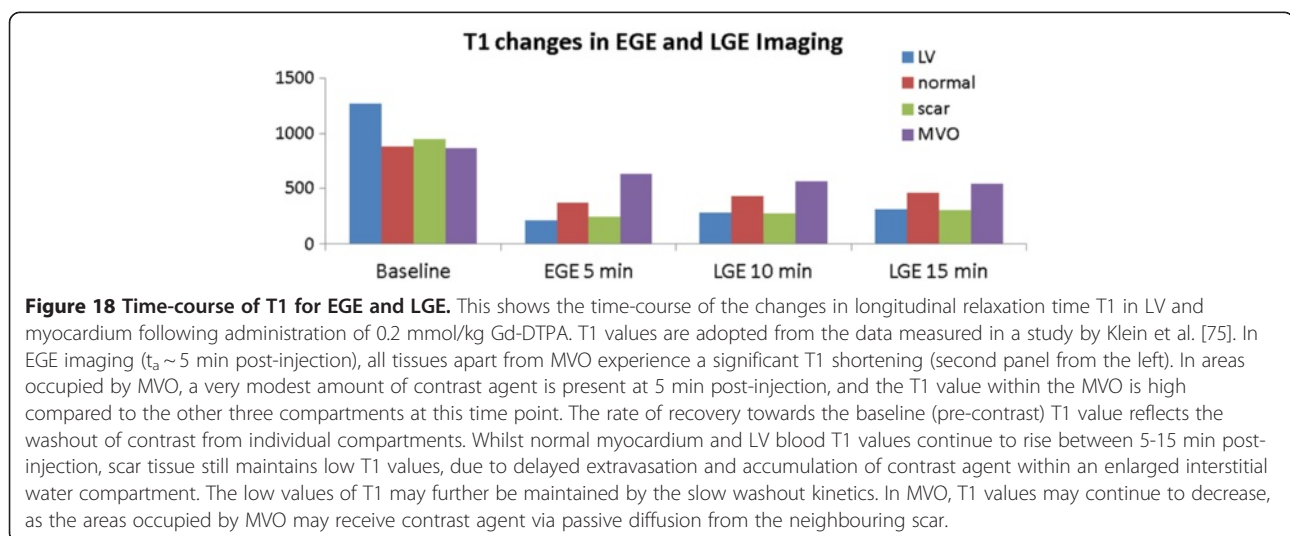 T1 changes in EGE and LGE Imaging
LV
normal
scar
MVO
1500
1000
500
0
Baseline
EGE 5 min
LGE 10 min
LGE 15 min
Figure 18 Time-course of T1 for EGE and LGE. This shows the time-course of the changes in longitudinal relaxation time T1 in LV and
myocardium following administration of 0.2 mmol/kg Gd-DTPA. T1 values are adopted from the data measured in a study by Klein et al. [75]. In
EGE imaging (ta ~ 5 min post-injection), all tissues apart from MVO experience a significant T1 shortening (second panel from the left). In areas
occupied by MVO, a very modest amount of contrast agent is present at 5 min post-injection, and the T1 value within the MVO is high
compared to the other three compartments at this time point. The rate of recovery towards the baseline (pre-contrast) T1 value reflects the
washout of contrast from individual compartments. Whilst normal myocardium and LV blood T1 values continue to rise between 5-15 min post-
injection, scar tissue still maintains low T1 values, due to delayed extravasation and accumulation of contrast agent within an enlarged interstitial
water compartment. The low values of T1 may further be maintained by the slow washout kinetics. In MVO, T1 values may continue to decrease,
as the areas occupied by MVO may receive contrast agent via passive diffusion from the neighbouring scar.